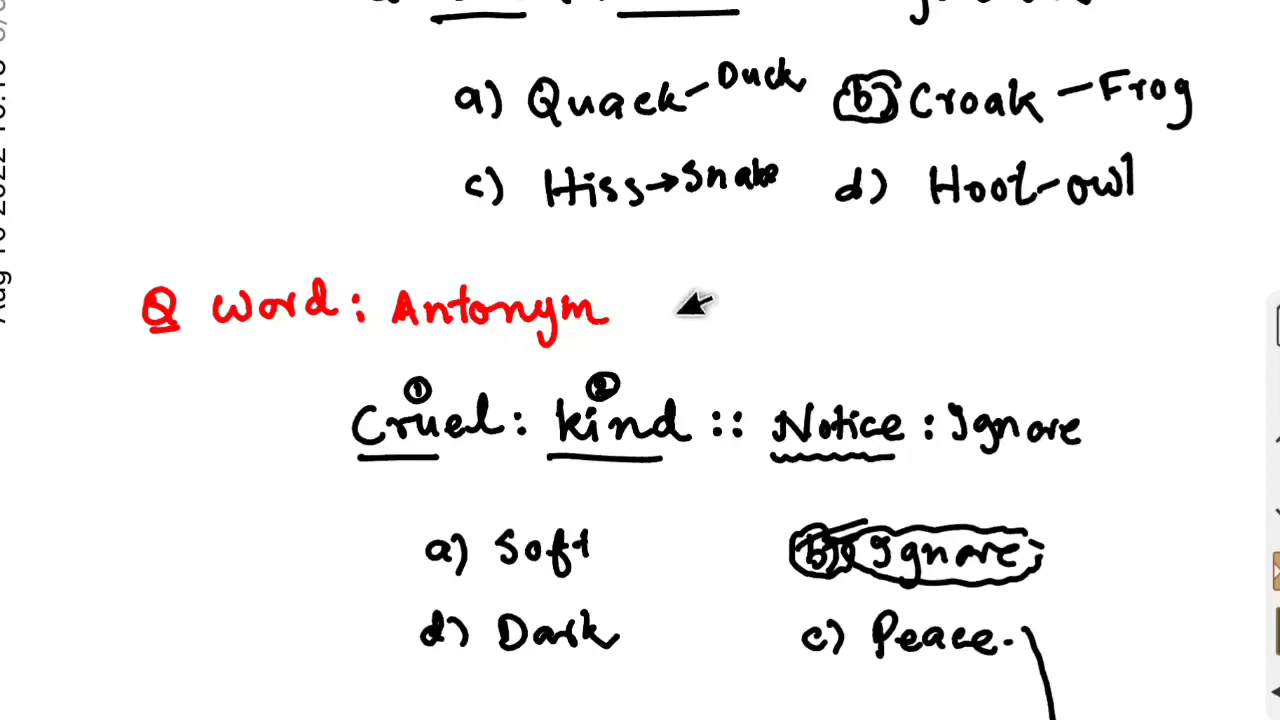 a) Quack - Duck b) Croak - Frog
c) Hiss → Snake d) Hoot - owl
Q Word : Antonym
① ②
Cruel : kind :: Notice : Ignore
a) Soft b) Ignore
d) Dark c) Peace.